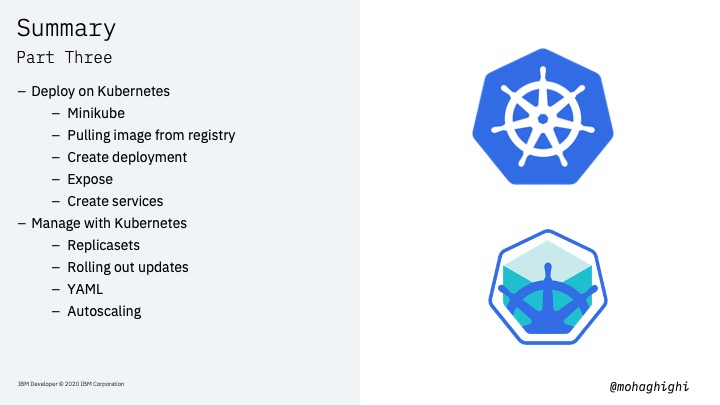 Summary
Part Three
– Deploy on Kubernetes
– Minikube
– Pulling image from registry
– Create deployment
– Expose
– Create services
– Manage with Kubernetes
– Replicasets
– Rolling out updates
– YAML
– Autoscaling
IBM Developer © 2020 IBM Corporation
@mohaghighi